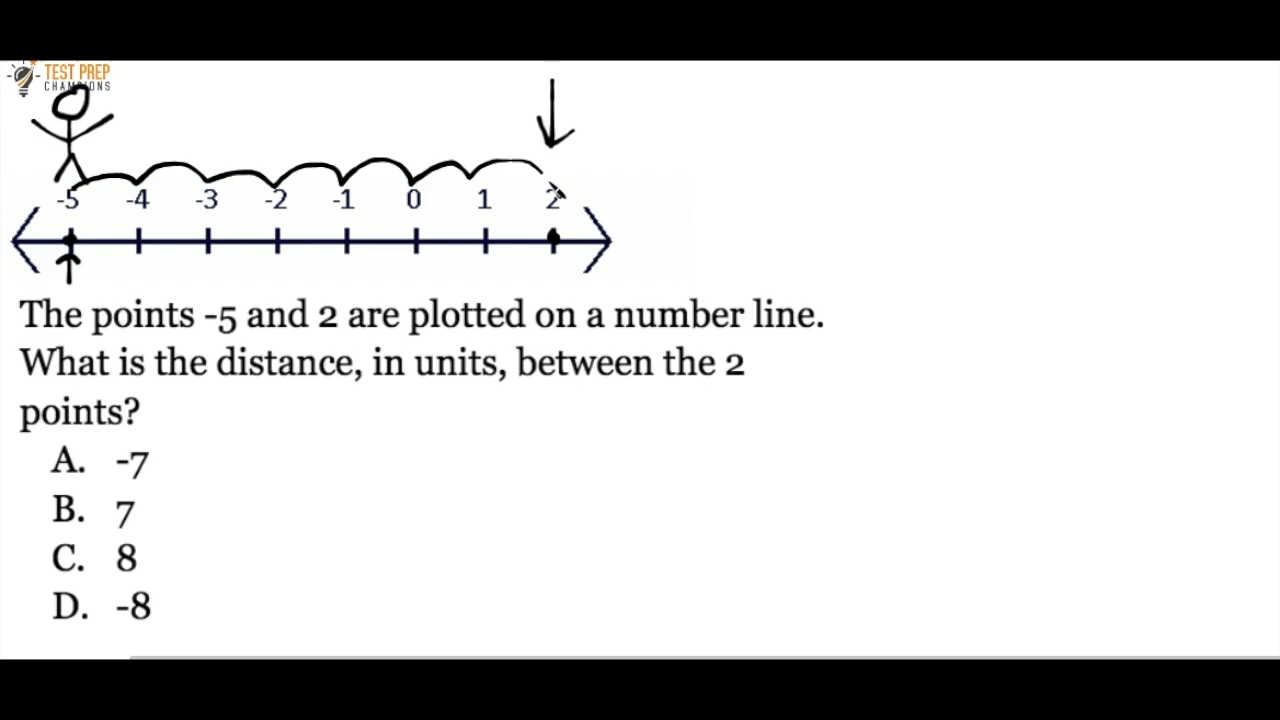 TEST PREP
CHAMPIONS
-5 -4 -3 -2 -1 0 1 2
The points -5 and 2 are plotted on a number line.
What is the distance, in units, between the 2
points?
A. -7
B. 7
C. 8
D. -8